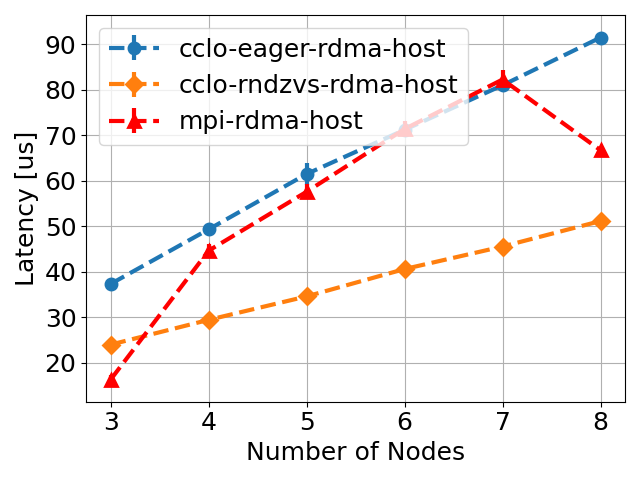 cclo-eager-rdma-host
cclo-rndzvs-rdma-host
mpi-rdma-host
Latency [us]
90
80
70
60
50
40
30
20
3 4 5 6 7 8
Number of Nodes